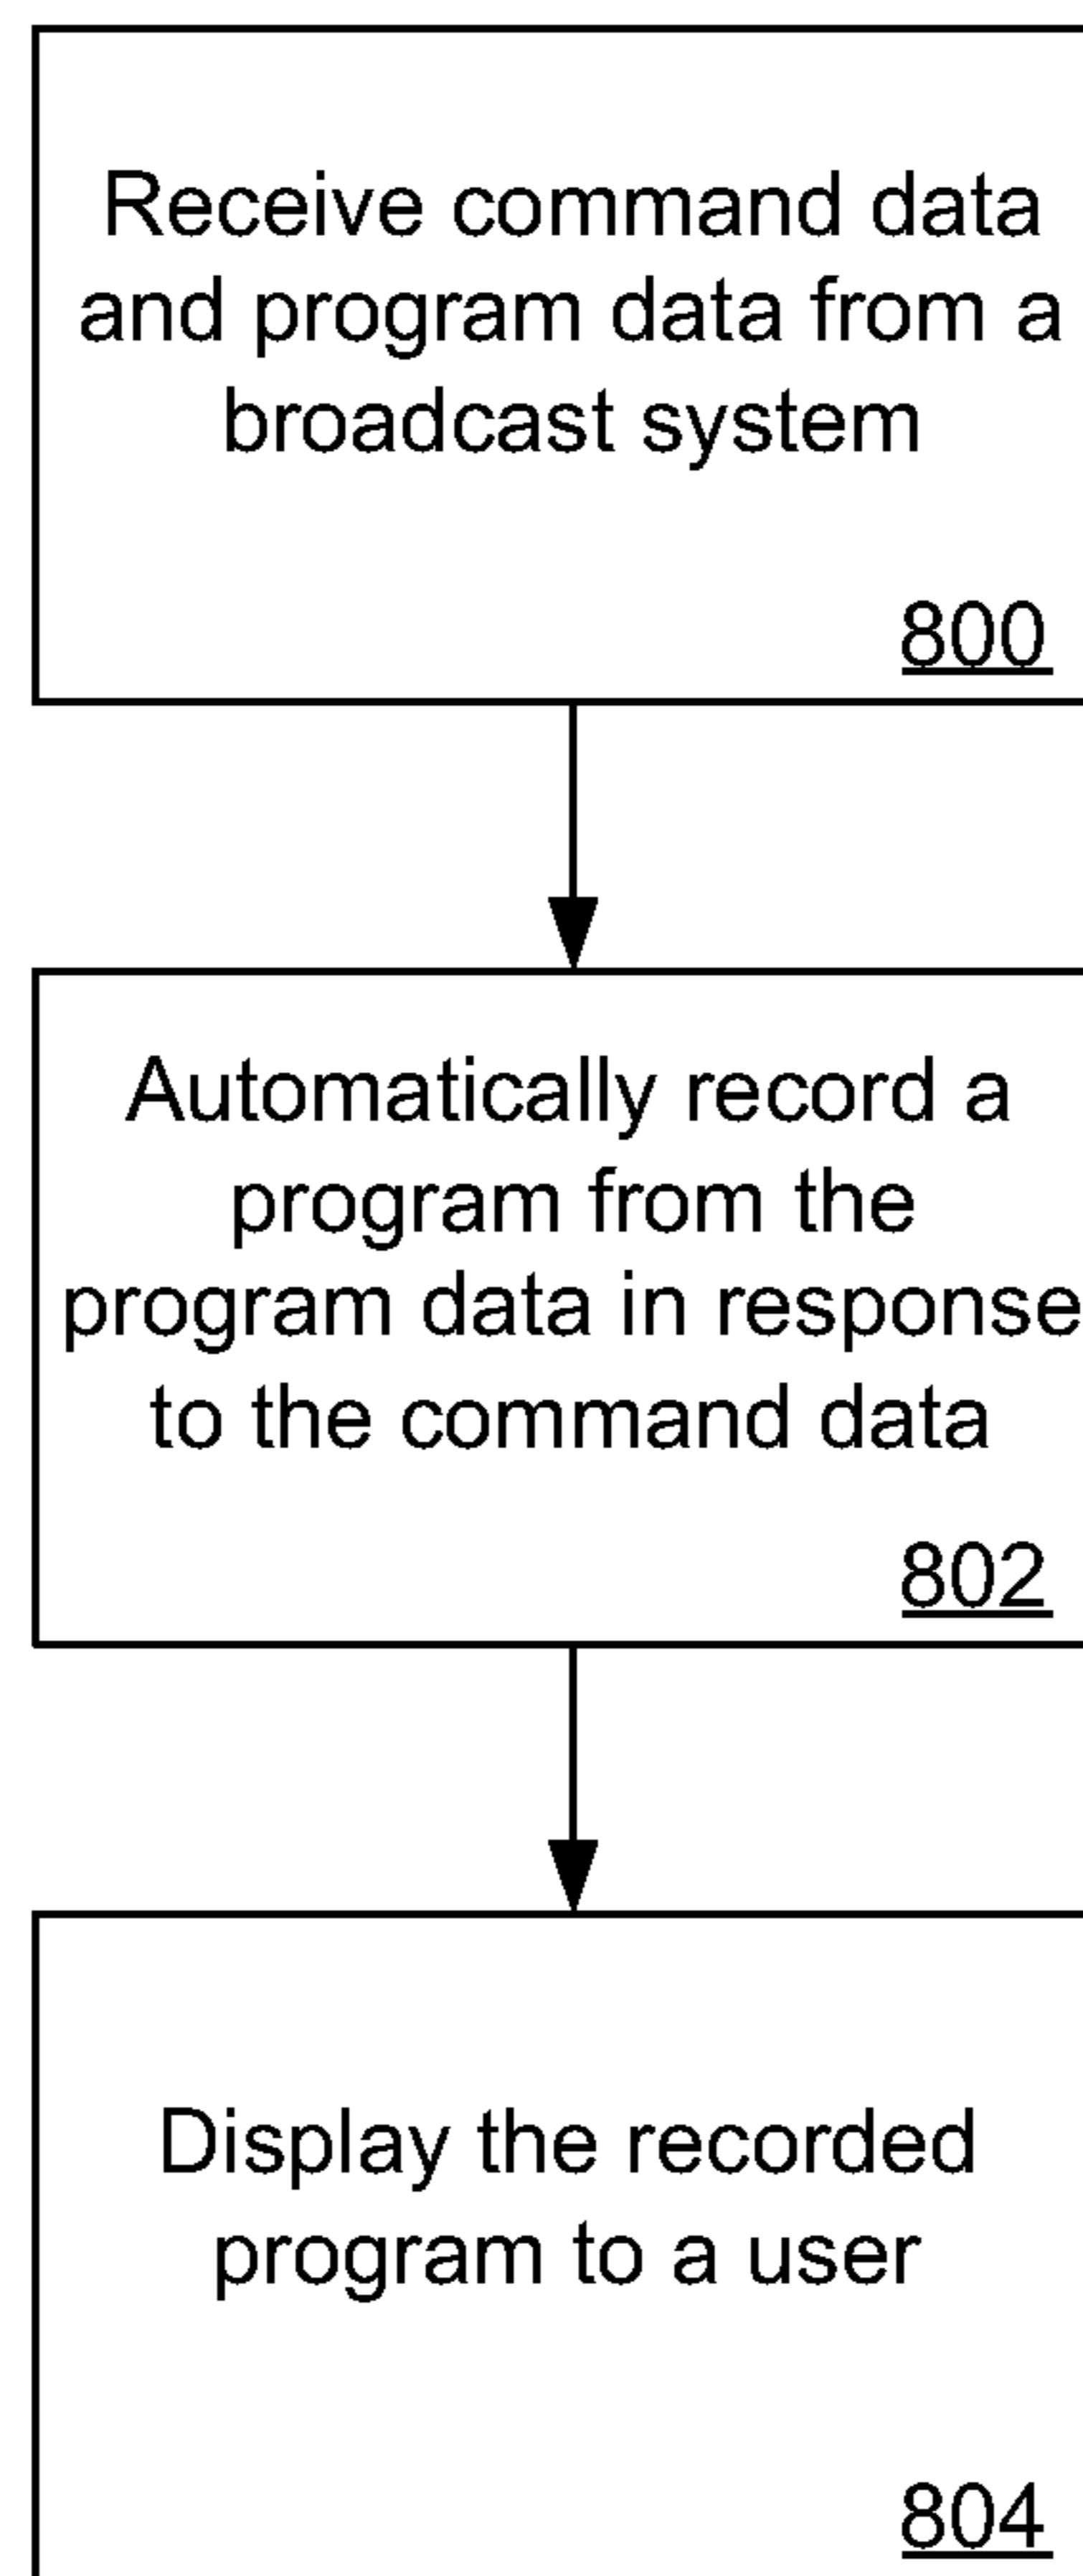 Receive command data
and program data from a
broadcast system
800
Automatically record a
program from the
program data in response
to the command data
802
Display the recorded
program to a user
804